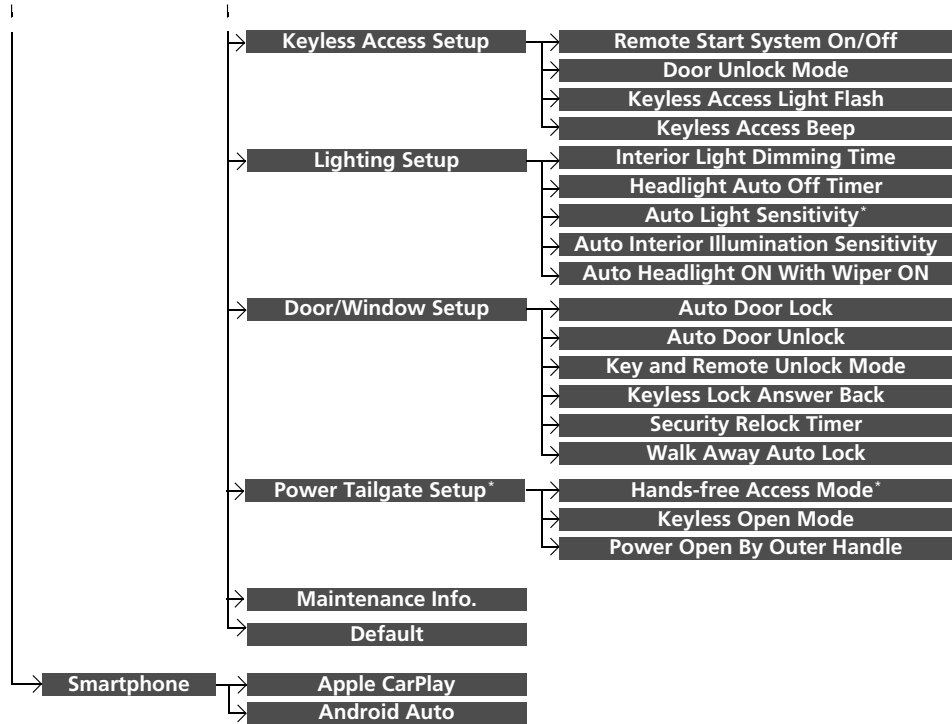 Keyless Access Setup
Remote Start System On/Off
Door Unlock Mode
Keyless Access Light Flash
Keyless Access Beep
Lighting Setup
Interior Light Dimming Time
Headlight Auto Off Timer
Auto Light Sensitivity*
Auto Interior Illumination Sensitivity
Auto Headlight ON With Wiper ON
Door/Window Setup
Auto Door Lock
Auto Door Unlock
Key and Remote Unlock Mode
Keyless Lock Answer Back
Security Relock Timer
Walk Away Auto Lock
Power Tailgate Setup*
Hands-free Access Mode*
Keyless Open Mode
Power Open By Outer Handle
Maintenance Info.
Default
Smartphone
Apple CarPlay
Android Auto